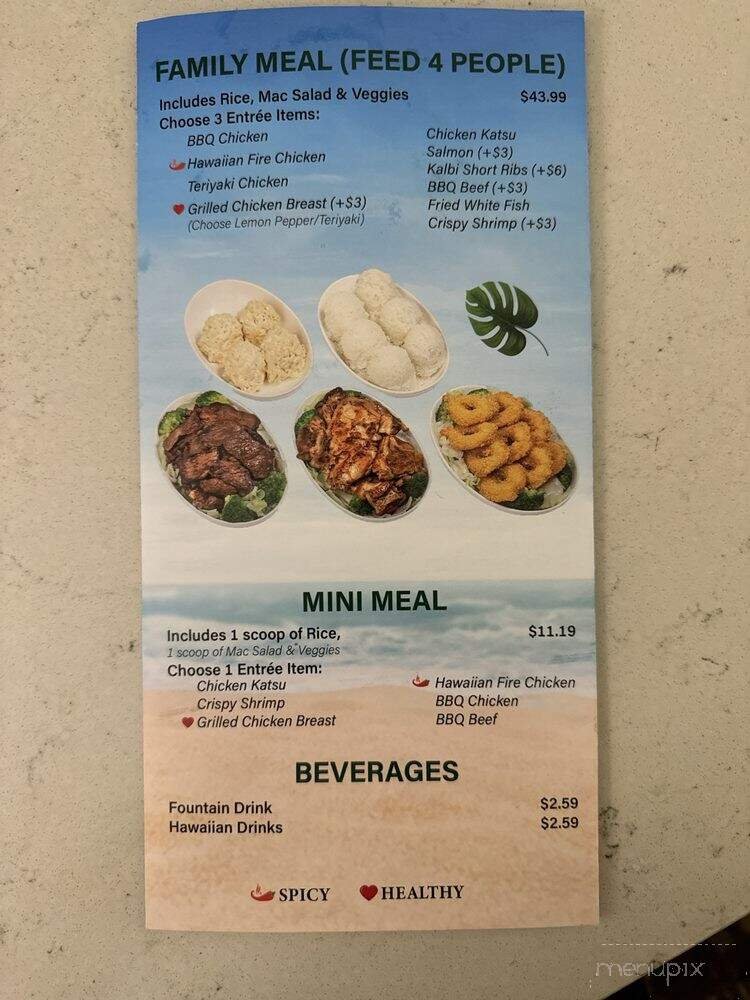 FAMILY MEAL (FEED 4 PEOPLE)
Includes Rice, Mac Salad & Veggies $43.99
Choose 3 Entrée Items:
BBQ Chicken
Hawaiian Fire Chicken
Teriyaki Chicken
Grilled Chicken Breast (+$3)
(Choose Lemon Pepper/Teriyaki)
Chicken Katsu
Salmon (+$3)
Kalbi Short Ribs (+$6)
BBQ Beef (+$3)
Fried White Fish
Crispy Shrimp (+$3)
MINI MEAL
Includes 1 scoop of Rice, $11.19
1 scoop of Mac Salad & Veggies
Choose 1 Entrée Item:
Chicken Katsu
Crispy Shrimp
Grilled Chicken Breast
Hawaiian Fire Chicken
BBQ Chicken
BBQ Beef
BEVERAGES
Fountain Drink $2.59
Hawaiian Drinks $2.59
SPICY HEALTHY
menupix